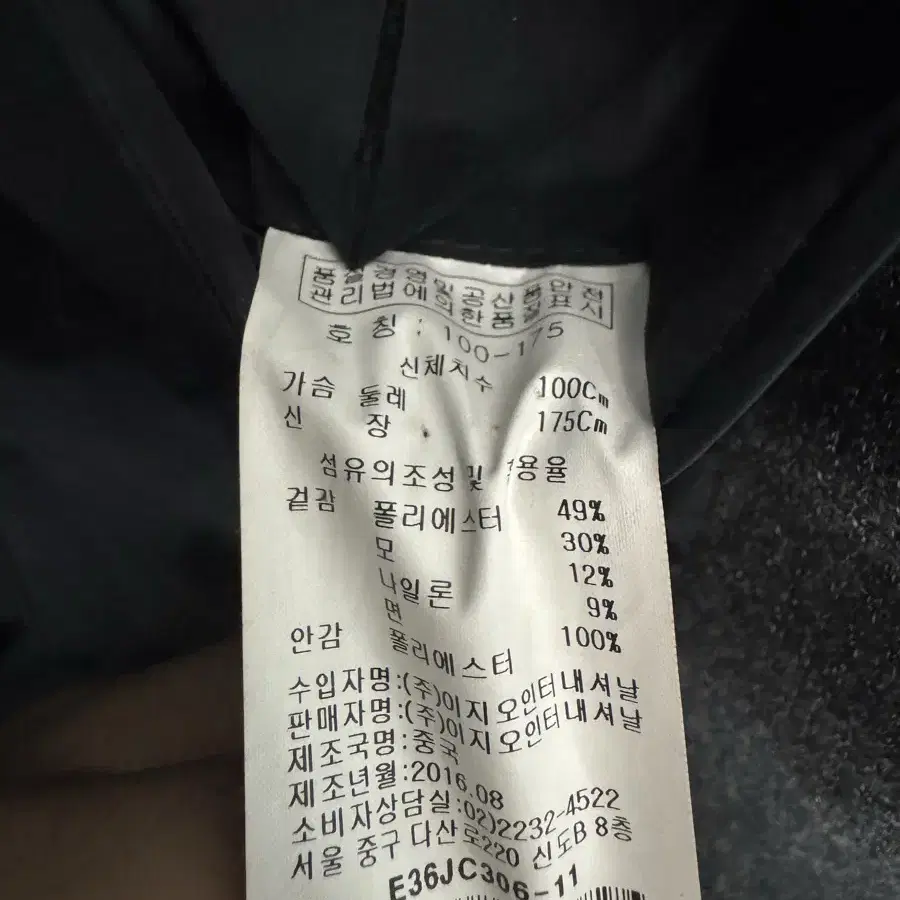 품질경영및공산품안전
관리법에의한품질표시
호칭 : 100-175
신체치수
가슴 둘레 100Cm
신 장 175Cm
섬유의조성및 용율
겉감 폴리에스터 49%
모 30%
나일론 12%
면 9%
안감 폴리에스터 100%
수입자명:(주)이지오인터내셔날
판매자명:(주)이지오인터내셔날
제조국명:중국
제조년월:2016.08
소비자상담실:02)2232-4522
서울 중구 다산로220 신도B 8층
E36JC306-11